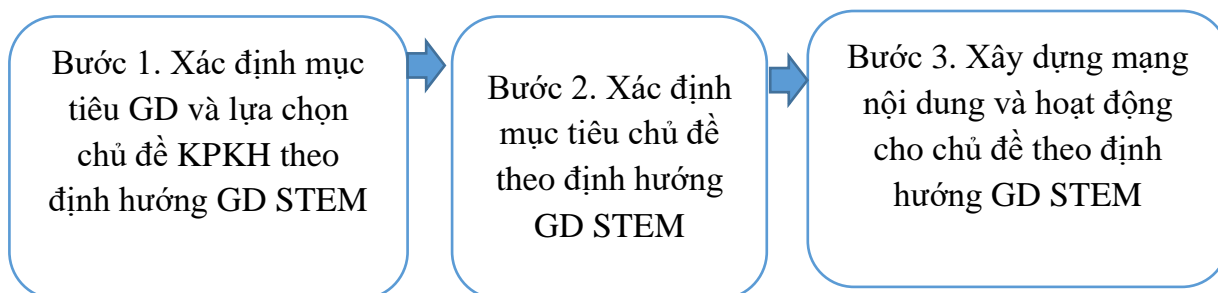 Bước 1. Xác định mục
tiêu GD và lựa chọn
chủ đề KPKH theo
định hướng GD STEM
Bước 2. Xác định
mục tiêu chủ đề
theo định hướng
GD STEM
Bước 3. Xây dựng mạng
nội dung và hoạt động
cho chủ đề theo định
hướng GD STEM